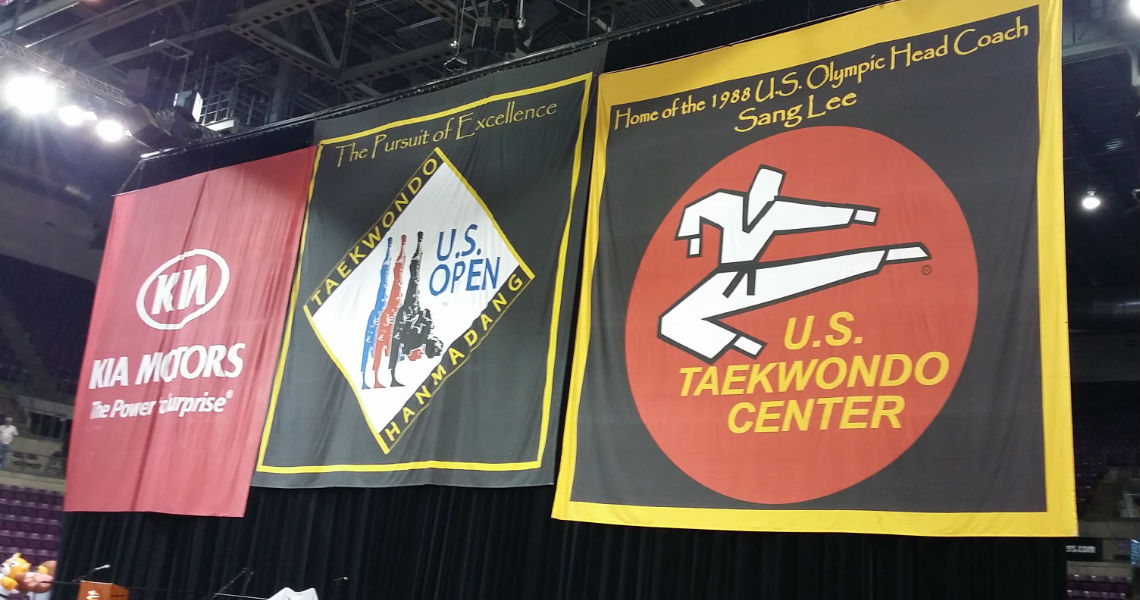 KIA
KIA MOTORS
The Power to Surprise®
The Pursuit of Excellence
TAEKWONDO
U.S.
OPEN
HANMADANG
Home of the 1988 U.S. Olympic Head Coach
Sang Lee
®
U.S.
TAEKWONDO
CENTER